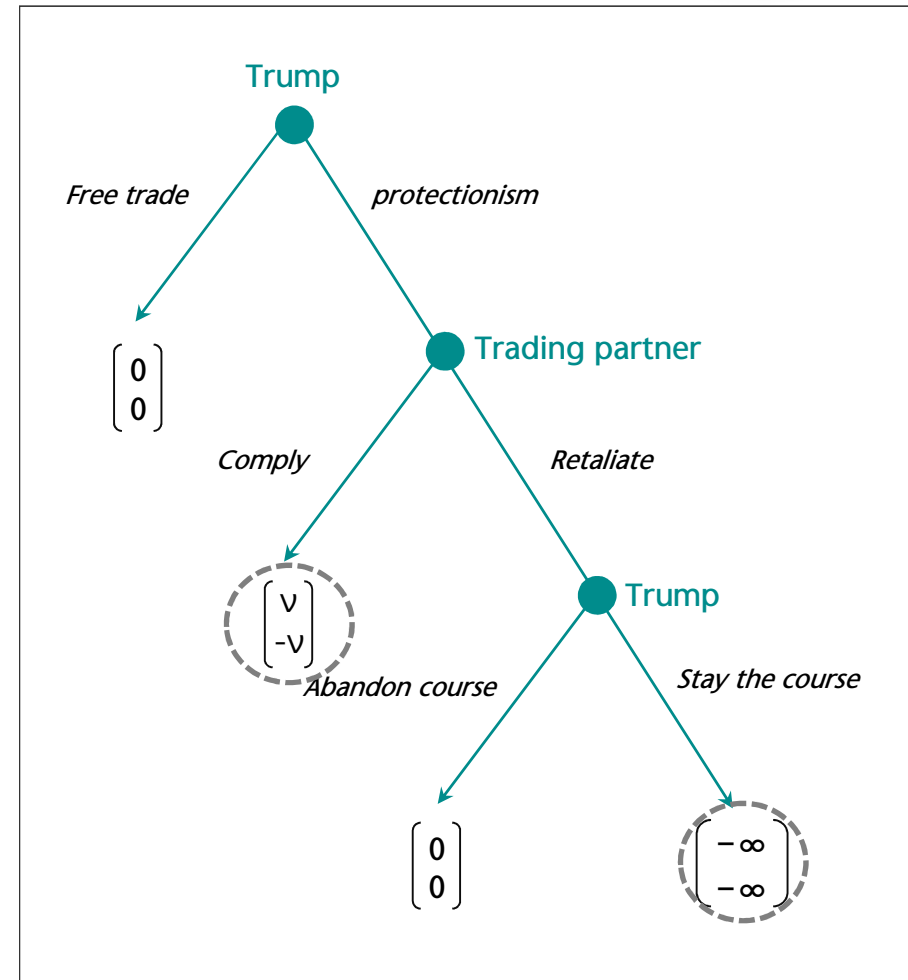 Trump
Free trade
protectionism
0
0
Trading partner
Comply
Retaliate
ν
-ν
Trump
Abandon course
Stay the course
0
0
-∞
-∞